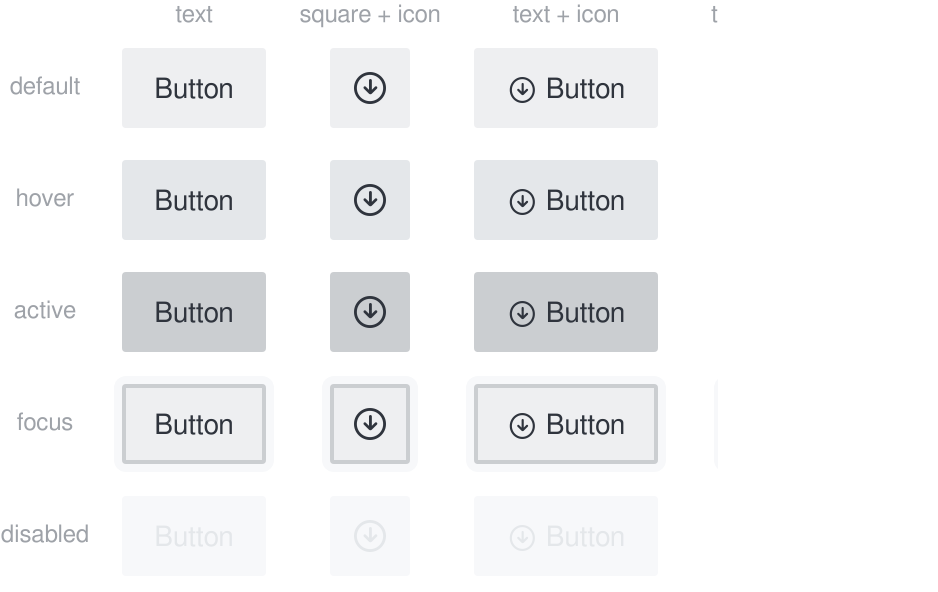 text square + icon text + icon t
default Button Button
hover Button Button
active Button Button
focus Button Button
disabled Button Button